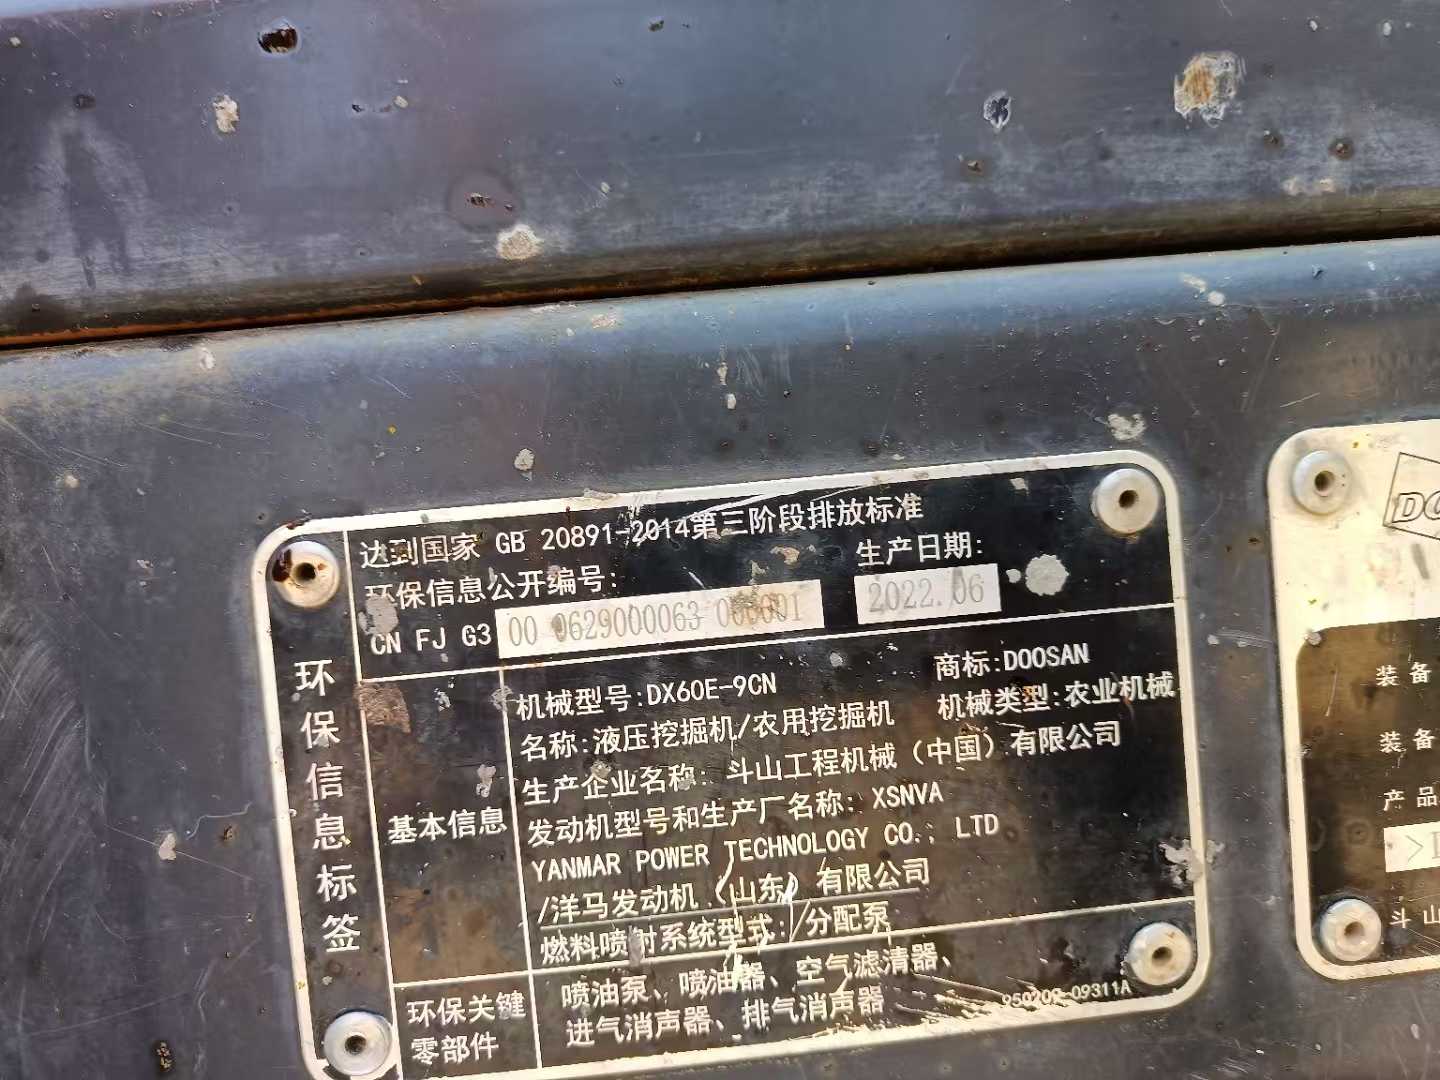 达到国家 GB 20891-2014第三阶段排放标准
环保信息公开编号:
生产日期:
CN FJ G3 00 0629000063 000001
2022.06
环保信息标签
基本信息
机械型号:DX60E-9CN
商标:DOOSAN
名称:液压挖掘机/农用挖掘机
机械类型:农业机械
生产企业名称: 斗山工程机械（中国）有限公司
发动机型号和生产厂名称: XSNVA
YANMAR POWER TECHNOLOGY CO., LTD
/洋马发动机（山东）有限公司
燃料喷射系统型式: 分配泵
环保关键
零部件
喷油泵、喷油器、空气滤清器、
进气消声器、排气消声器
950209-09311A
DO
装备
装备
产品
斗山